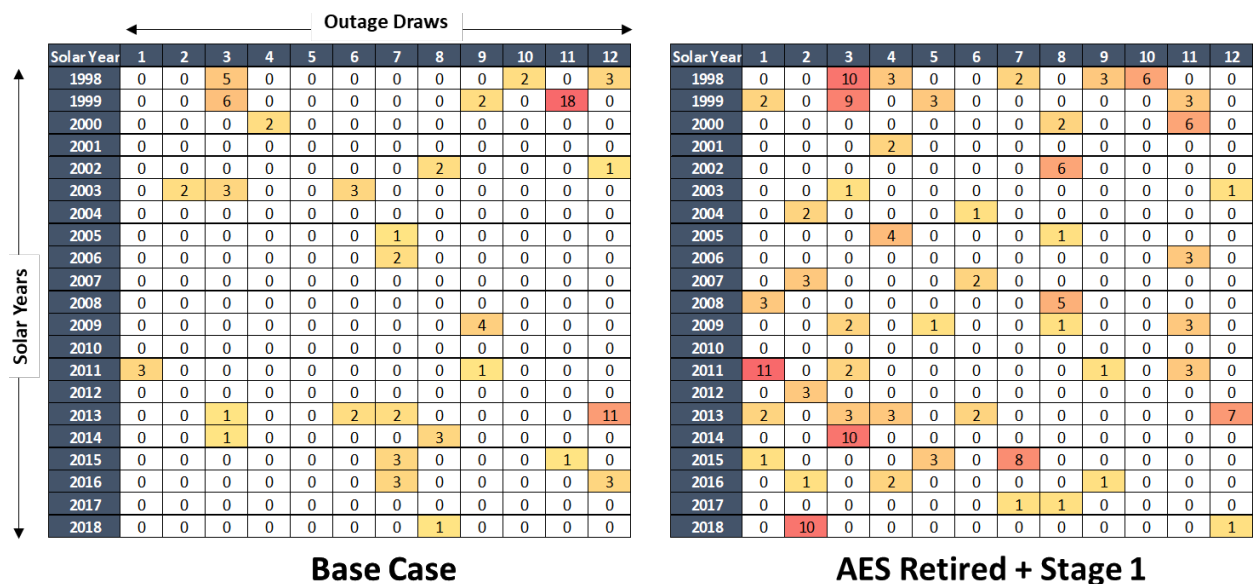 Outage Draws
Solar Years
Solar Year 1 2 3 4 5 6 7 8 9 10 11 12
1998 0 0 5 0 0 0 0 0 0 2 0 3
1999 0 0 6 0 0 0 0 0 2 0 18 0
2000 0 0 0 2 0 0 0 0 0 0 0 0
2001 0 0 0 0 0 0 0 0 0 0 0 0
2002 0 0 0 0 0 0 0 2 0 0 0 1
2003 0 2 3 0 0 3 0 0 0 0 0 0
2004 0 0 0 0 0 0 0 0 0 0 0 0
2005 0 0 0 0 0 0 1 0 0 0 0 0
2006 0 0 0 0 0 0 2 0 0 0 0 0
2007 0 0 0 0 0 0 0 0 0 0 0 0
2008 0 0 0 0 0 0 0 0 0 0 0 0
2009 0 0 0 0 0 0 0 0 4 0 0 0
2010 0 0 0 0 0 0 0 0 0 0 0 0
2011 3 0 0 0 0 0 0 0 1 0 0 0
2012 0 0 0 0 0 0 0 0 0 0 0 0
2013 0 0 1 0 0 2 2 0 0 0 0 11
2014 0 0 1 0 0 0 0 3 0 0 0 0
2015 0 0 0 0 0 0 3 0 0 0 1 0
2016 0 0 0 0 0 0 3 0 0 0 0 3
2017 0 0 0 0 0 0 0 0 0 0 0 0
2018 0 0 0 0 0 0 0 1 0 0 0 0
Base Case
Solar Year 1 2 3 4 5 6 7 8 9 10 11 12
1998 0 0 10 3 0 0 2 0 3 6 0 0
1999 2 0 9 0 3 0 0 0 0 0 3 0
2000 0 0 0 0 0 0 0 2 0 0 6 0
2001 0 0 0 2 0 0 0 0 0 0 0 0
2002 0 0 0 0 0 0 0 6 0 0 0 0
2003 0 0 1 0 0 0 0 0 0 0 0 1
2004 0 2 0 0 0 1 0 0 0 0 0 0
2005 0 0 0 4 0 0 0 1 0 0 0 0
2006 0 0 0 0 0 0 0 0 0 0 3 0
2007 0 3 0 0 0 2 0 0 0 0 0 0
2008 3 0 0 0 0 0 0 5 0 0 0 0
2009 0 0 2 0 1 0 0 1 0 0 3 0
2010 0 0 0 0 0 0 0 0 0 0 0 0
2011 11 0 2 0 0 0 0 0 1 0 3 0
2012 0 3 0 0 0 0 0 0 0 0 0 0
2013 2 0 3 3 0 2 0 0 0 0 0 7
2014 0 0 10 0 0 0 0 0 0 0 0 0
2015 1 0 0 0 3 0 8 0 0 0 0 0
2016 0 1 0 2 0 0 0 0 1 0 0 0
2017 0 0 0 0 0 0 1 1 0 0 0 0
2018 0 10 0 0 0 0 0 0 0 0 0 1
AES Retired + Stage 1